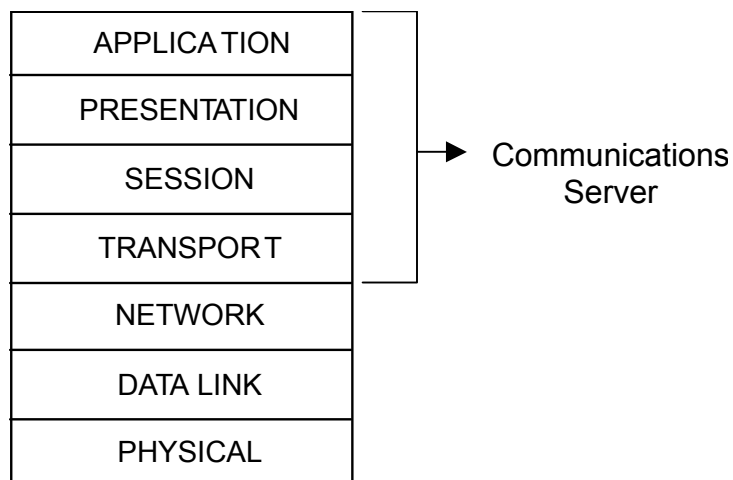 APPLICATION
PRESENTATION
SESSION
TRANSPORT
NETWORK
DATA LINK
PHYSICAL
Communications
Server